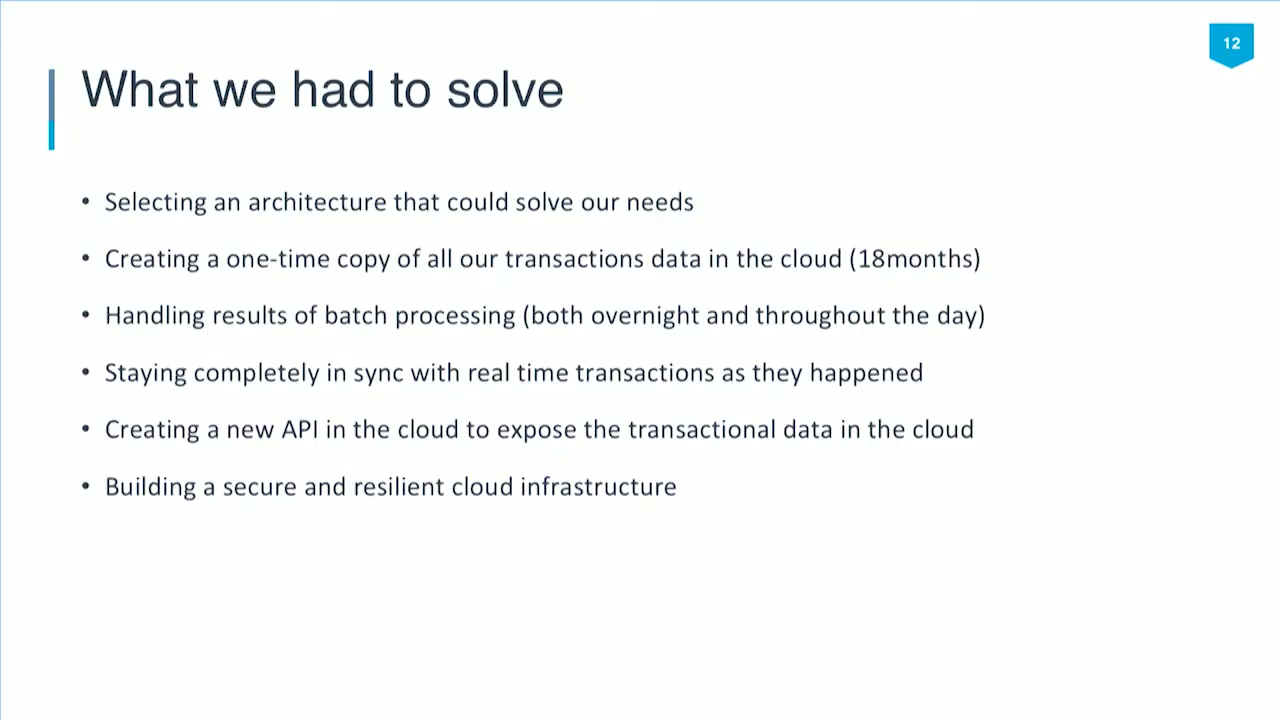 12
What we had to solve
• Selecting an architecture that could solve our needs
• Creating a one-time copy of all our transactions data in the cloud (18months)
• Handling results of batch processing (both overnight and throughout the day)
• Staying completely in sync with real time transactions as they happened
• Creating a new API in the cloud to expose the transactional data in the cloud
• Building a secure and resilient cloud infrastructure